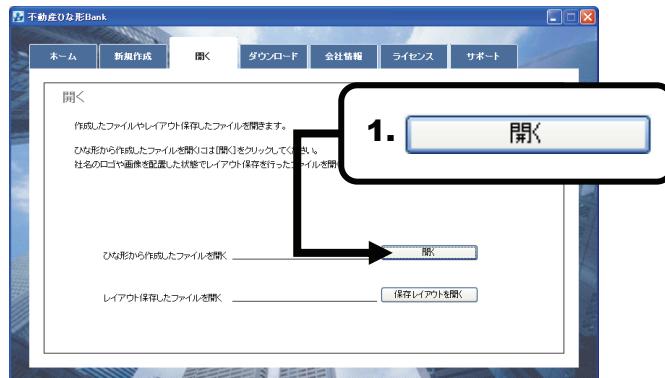 不動産ひな形Bank
ホーム 新規作成 開く ダウンロード 会社情報 ライセンス サポート
開く
作成したファイルやレイアウト保存したファイルを開きます。
ひな形から作成したファイルを開くには[開く]をクリックしてください。
社名のロゴや画像を配置した状態でレイアウト保存を行ったファイルを開
1. 開く
ひな形から作成したファイルを開く 開く
レイアウト保存したファイルを開く 保存レイアウトを開く